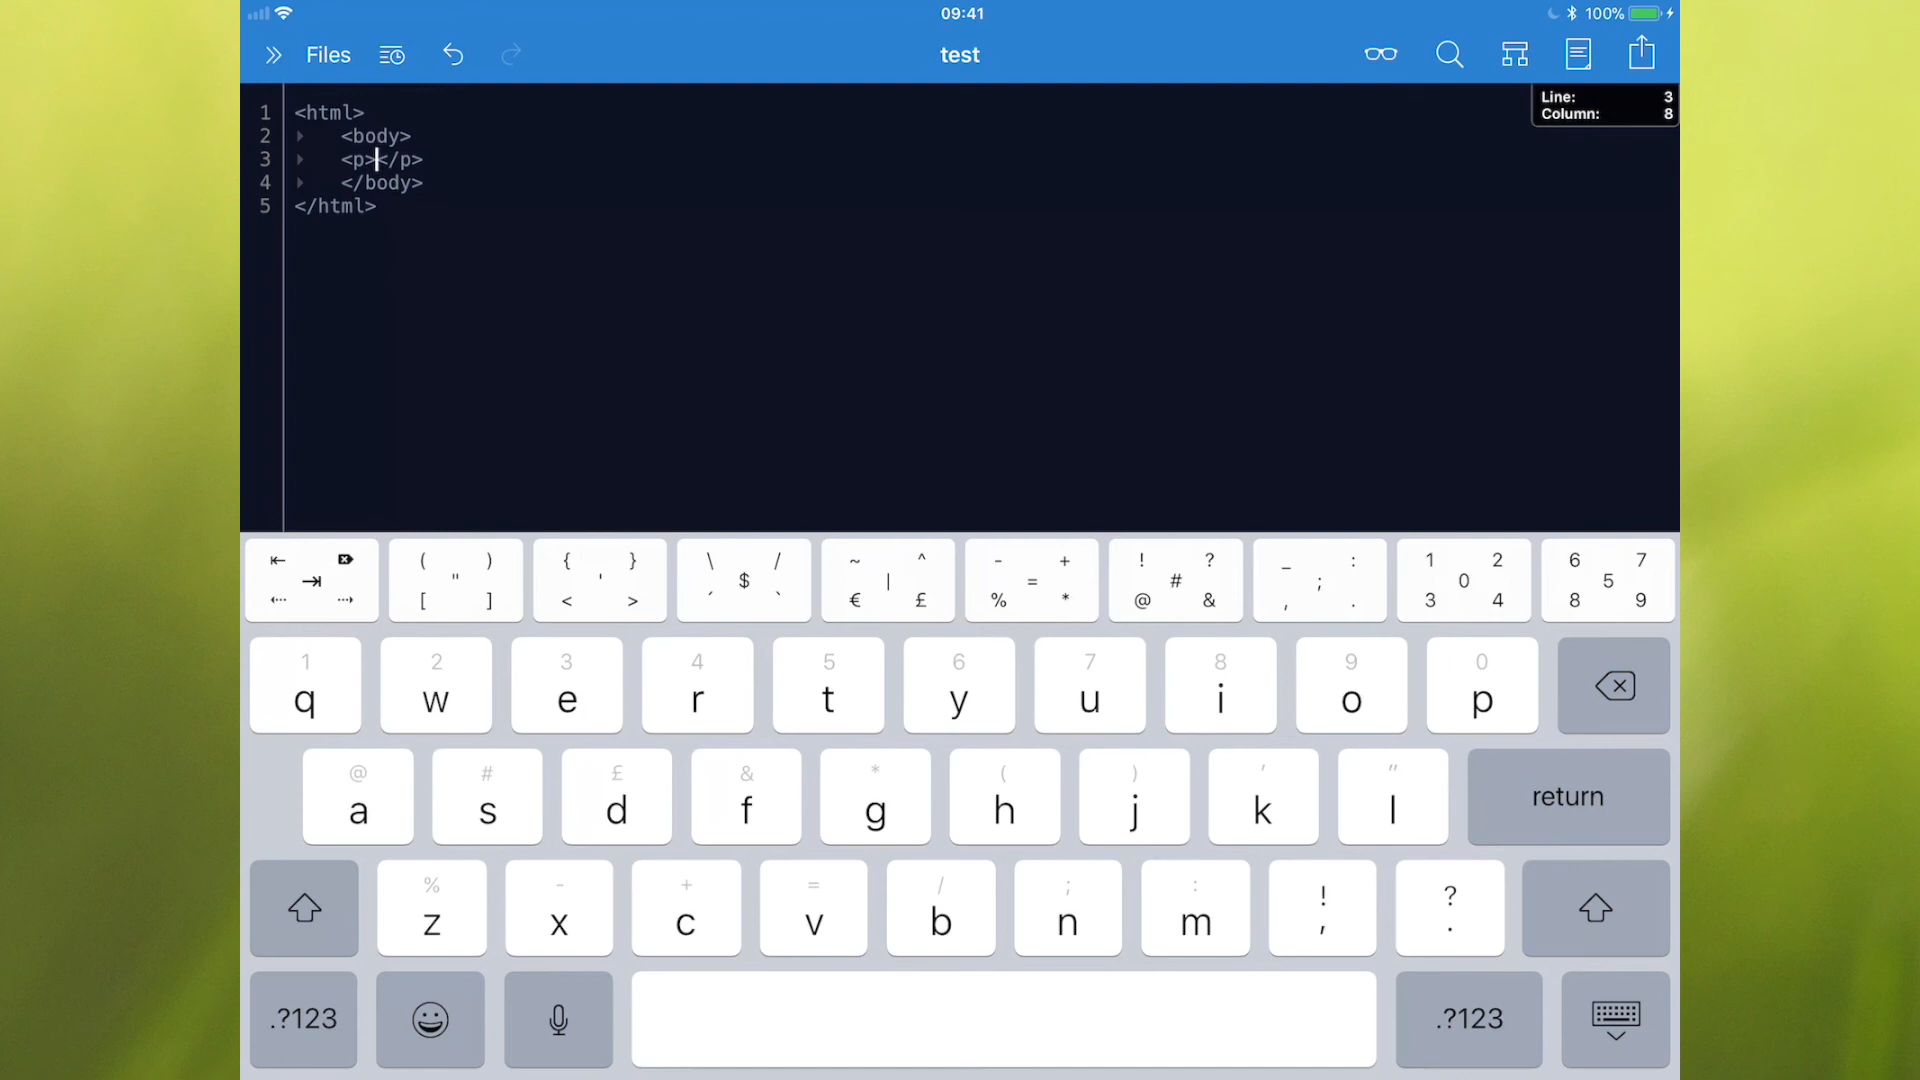 09:41 100%
Files test
Line: 3
Column: 8
1 <html>
2 <body>
3 <p></p>
4 </body>
5 </html>
( ) " [ ]
{ } ' < >
\ / $ ´ `
~ ^ | € £
- + = % *
! ? # @ &
_ : ; , .
1 2 0 3 4
6 7 5 8 9
1 2 3 4 5 6 7 8 9 0
q w e r t y u i o p
@ # £ & * ( ) ' "
a s d f g h j k l return
% - + = / ; : ! ?
z x c v b n m , .
.?123 .?123